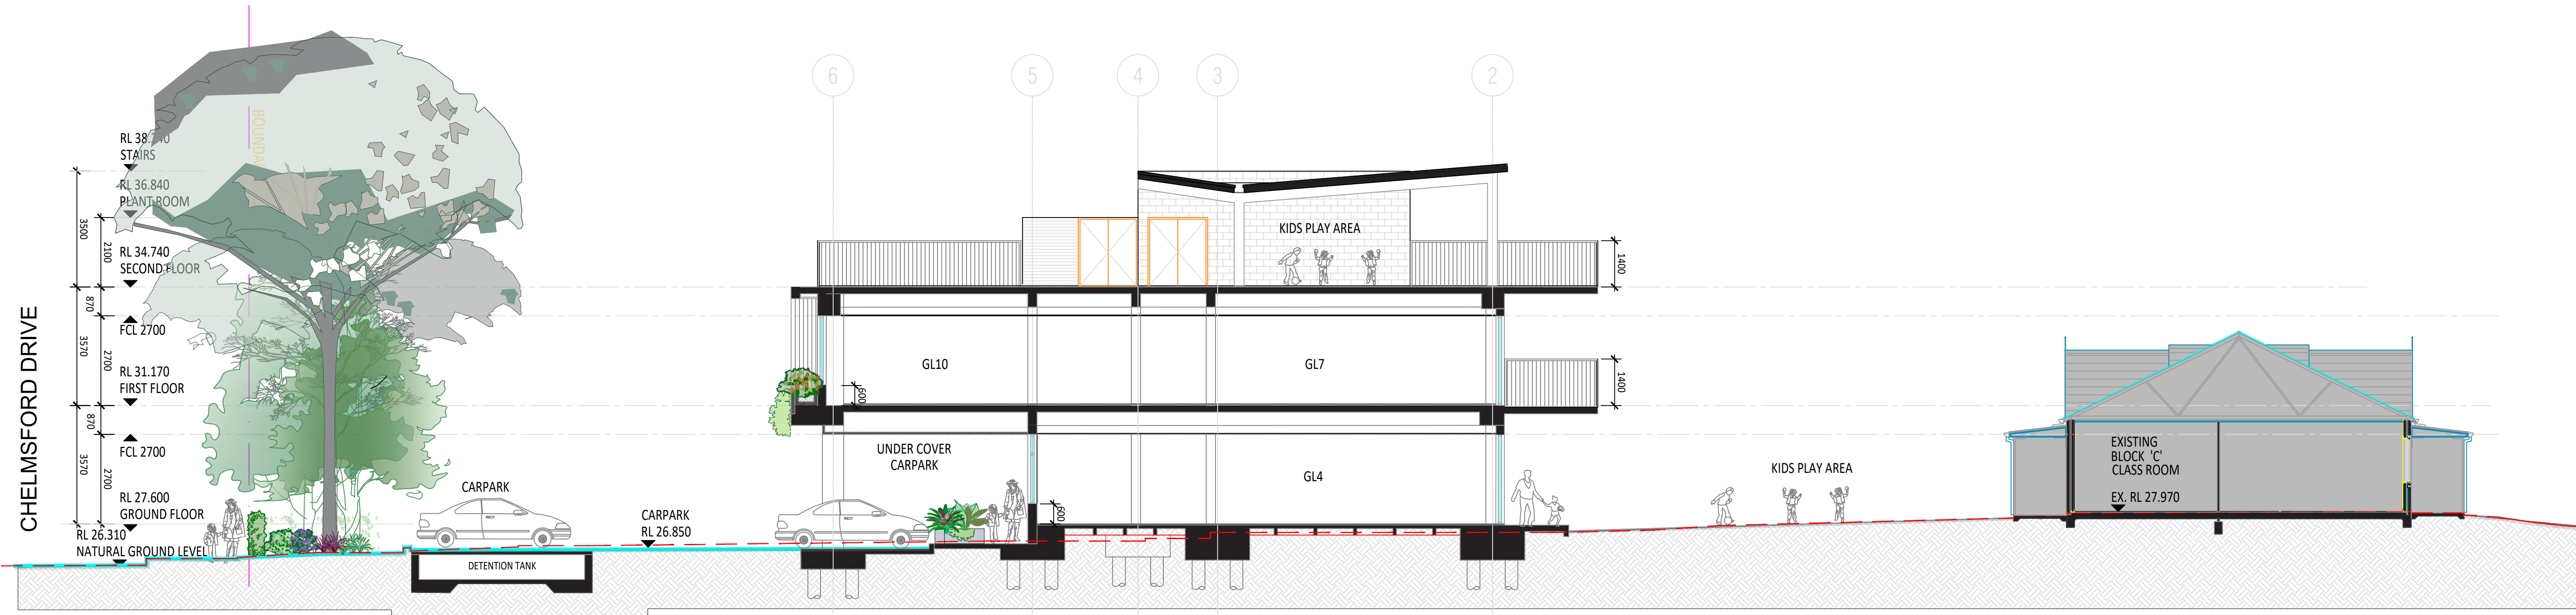 6
5
4
3
2
BOUNDA
RL 38.
STAIRS
RL 36.840
PLANT ROOM
3500
2100
RL 34.740
SECOND FLOOR
KIDS PLAY AREA
1400
870
FCL 2700
3570
2700
GL10
GL7
1400
RL 31.170
FIRST FLOOR
600
870
FCL 2700
3570
2700
UNDER COVER
CARPARK
GL4
KIDS PLAY AREA
EXISTING
BLOCK 'C'
CLASS ROOM
EX. RL 27.970
CHELMSFORD DRIVE
RL 27.600
GROUND FLOOR
CARPARK
CARPARK
RL 26.850
600
RL 26.310
NATURAL GROUND LEVEL
DETENTION TANK